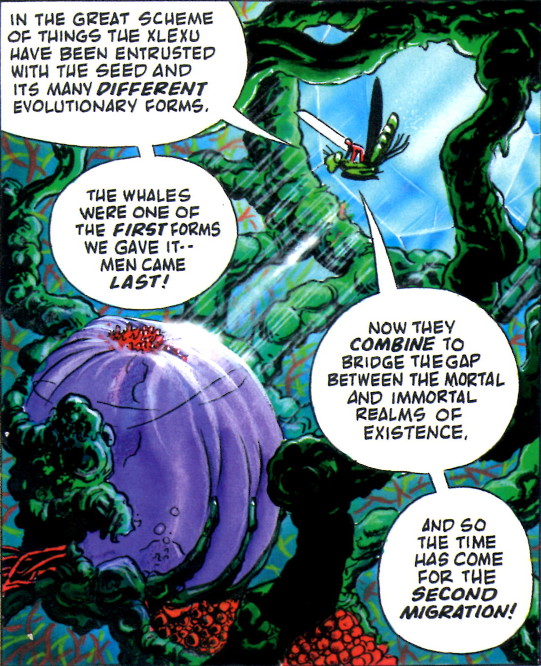 IN THE GREAT SCHEME
OF THINGS THE XLEXU
HAVE BEEN ENTRUSTED
WITH THE SEED AND
ITS MANY DIFFERENT
EVOLUTIONARY FORMS.
THE WHALES
WERE ONE OF
THE FIRST FORMS
WE GAVE IT--
MEN CAME
LAST!
NOW THEY
COMBINE TO
BRIDGE THE GAP
BETWEEN THE MORTAL
AND IMMORTAL
REALMS OF
EXISTENCE,
AND SO
THE TIME
HAS COME
FOR THE
SECOND
MIGRATION!